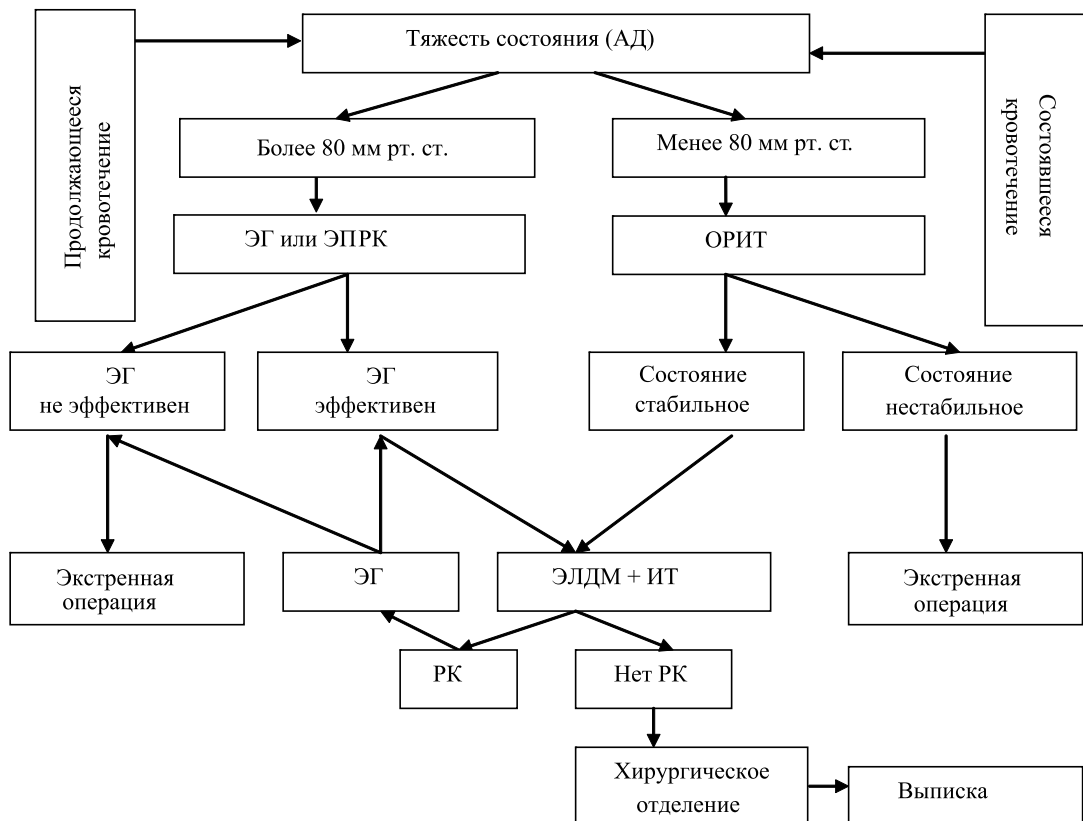 Тяжесть состояния (АД)
Продолжающееся
кровотечение
Состоявшееся
кровотечение
Более 80 мм рт. ст.
Менее 80 мм рт. ст.
ЭГ или ЭПРК
ОРИТ
ЭГ
не эффективен
ЭГ
эффективен
Состояние
стабильное
Состояние
нестабильное
Экстренная
операция
ЭГ
ЭЛДМ + ИТ
Экстренная
операция
РК
Нет РК
Хирургическое
отделение
Выписка